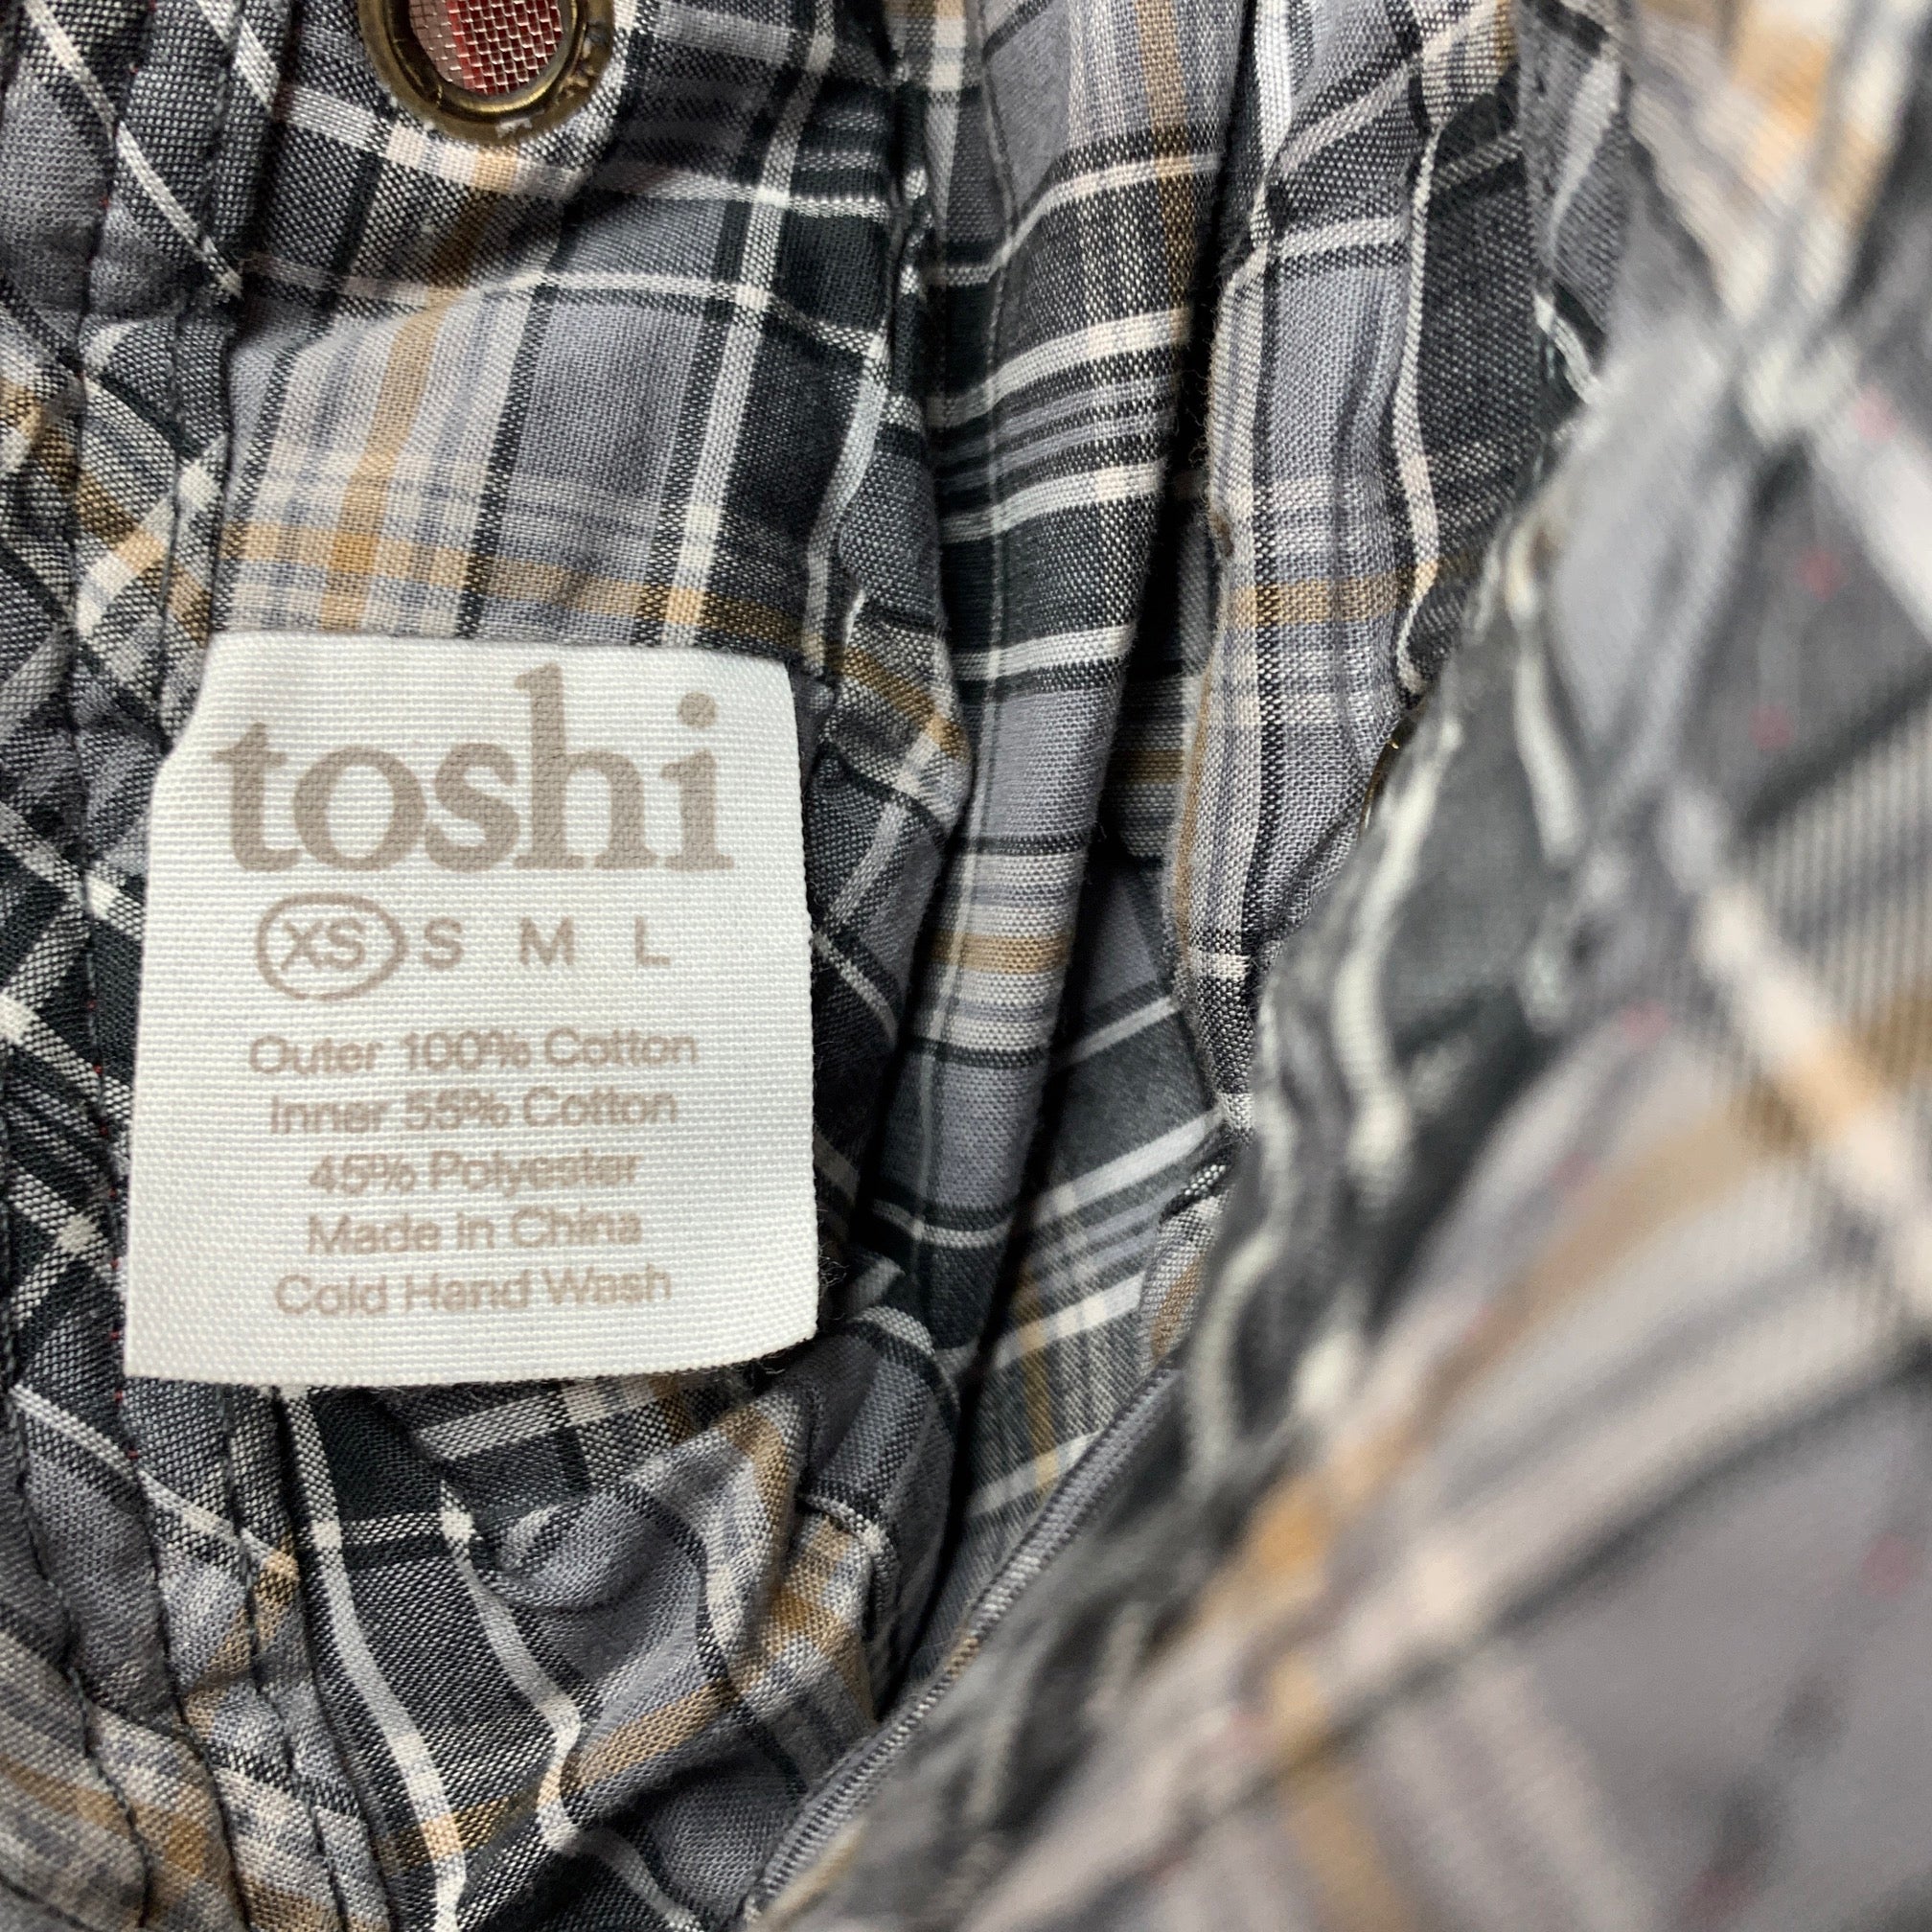 toshi
XS S M L
Outer 100% Cotton
Inner 55% Cotton
45% Polyester
Made in China
Cold Hand Wash